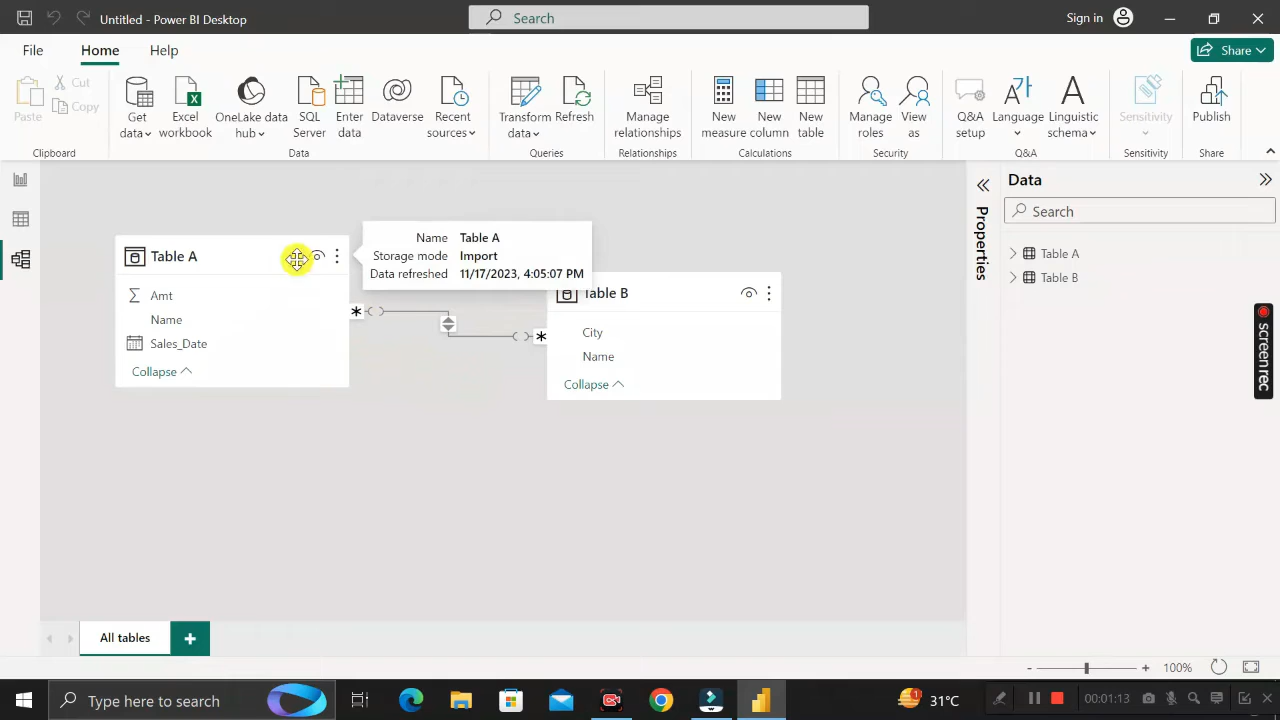 Untitled - Power BI Desktop
Search
Sign in
File
Home
Help
Share
Paste
Cut
Copy
Get data
Excel workbook
OneLake data hub
SQL Server
Enter data
Dataverse
Recent sources
Transform data
Refresh
Manage relationships
New measure
New column
New table
Manage roles
View as
Q&A setup
Language
Linguistic schema
Sensitivity
Publish
Clipboard
Data
Queries
Relationships
Calculations
Security
Q&A
Sensitivity
Share
Table A
Amt
Name
Sales_Date
Collapse
Name Table A
Storage mode Import
Data refreshed 11/17/2023, 4:05:07 PM
Table B
City
Name
Collapse
Properties
Data
Search
Table A
Table B
screenrec
All tables
100%
Type here to search
1
31°C
00:01:13